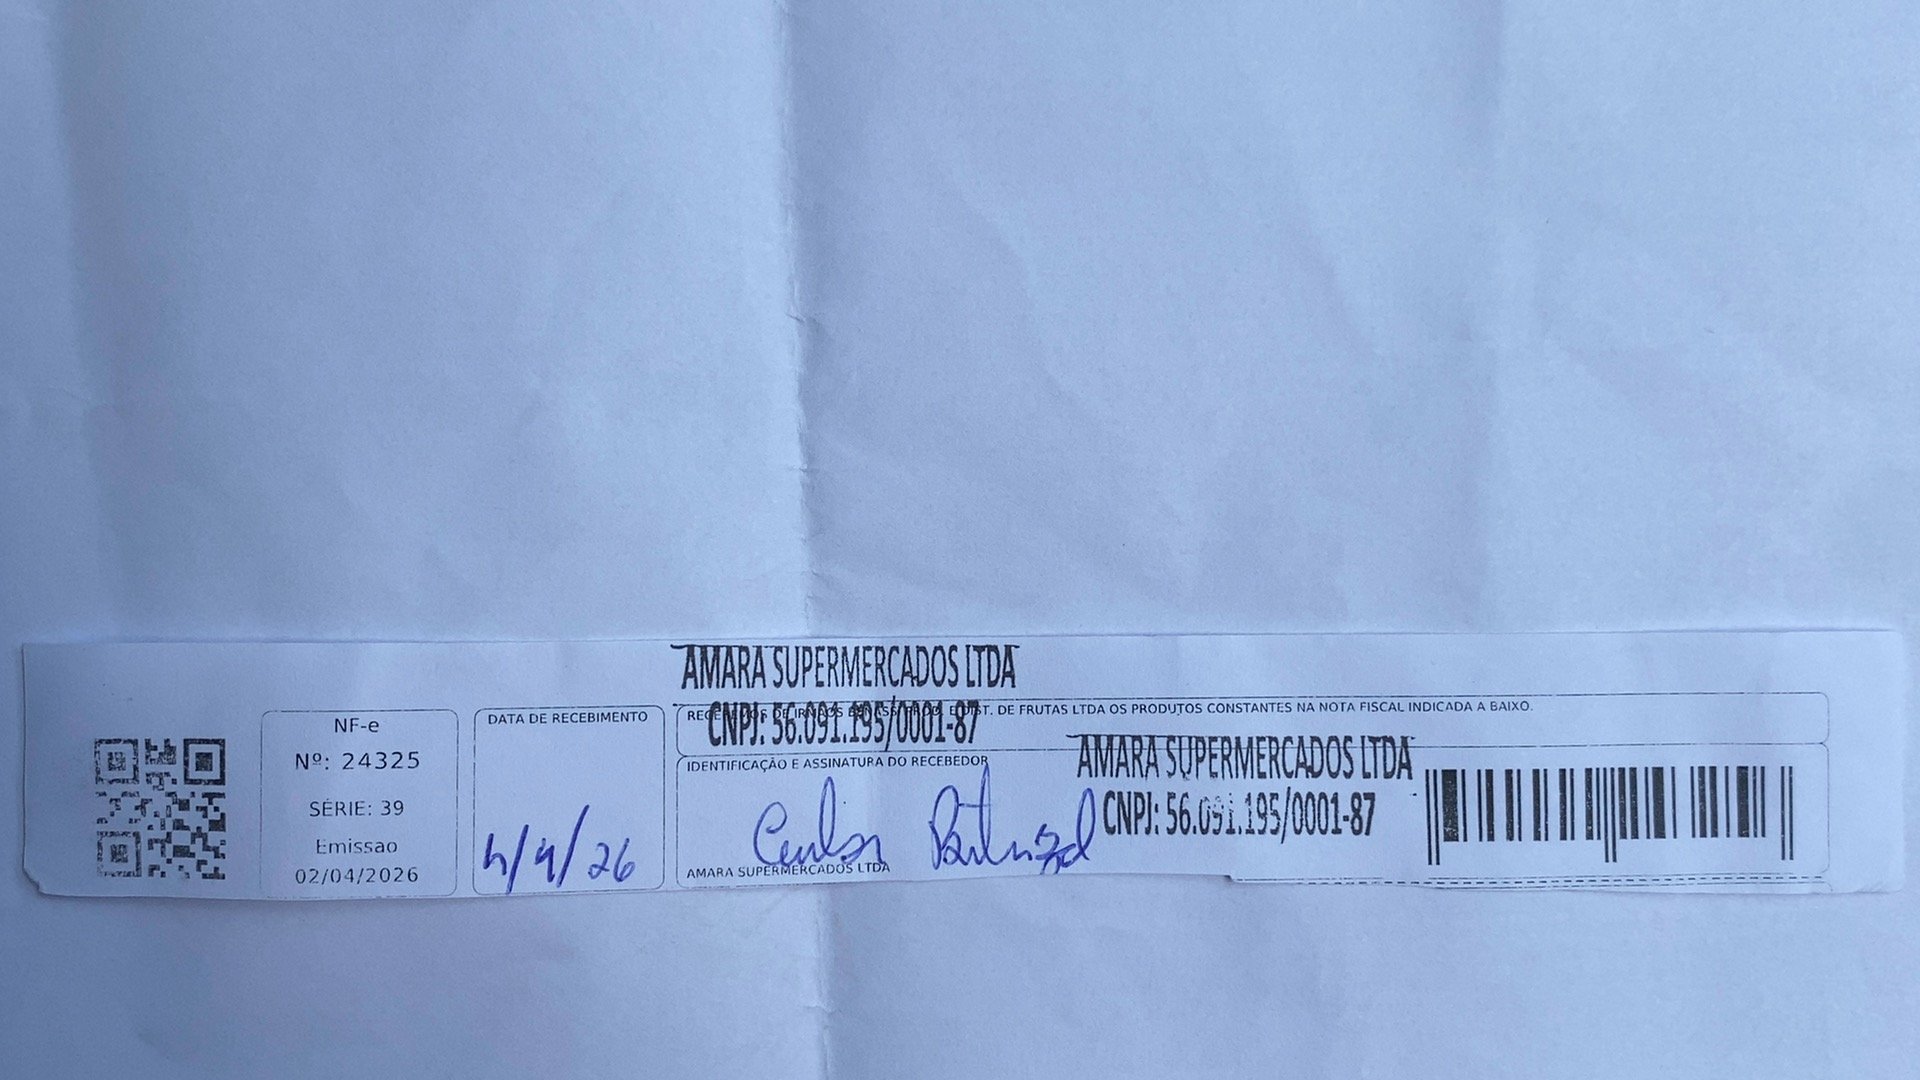 AMARA SUPERMERCADOS LTDA
CNPJ: 56.091.195/0001-87
NF-e
Nº: 24325
SÉRIE: 39
Emissao
02/04/2026
DATA DE RECEBIMENTO
4/4/26
DE FRUTAS LTDA OS PRODUTOS CONSTANTES NA NOTA FISCAL INDICADA A BAIXO.
IDENTIFICAÇÃO E ASSINATURA DO RECEBEDOR
AMARA SUPERMERCADOS LTDA
AMARA SUPERMERCADOS LTDA
CNPJ: 56.091.195/0001-87